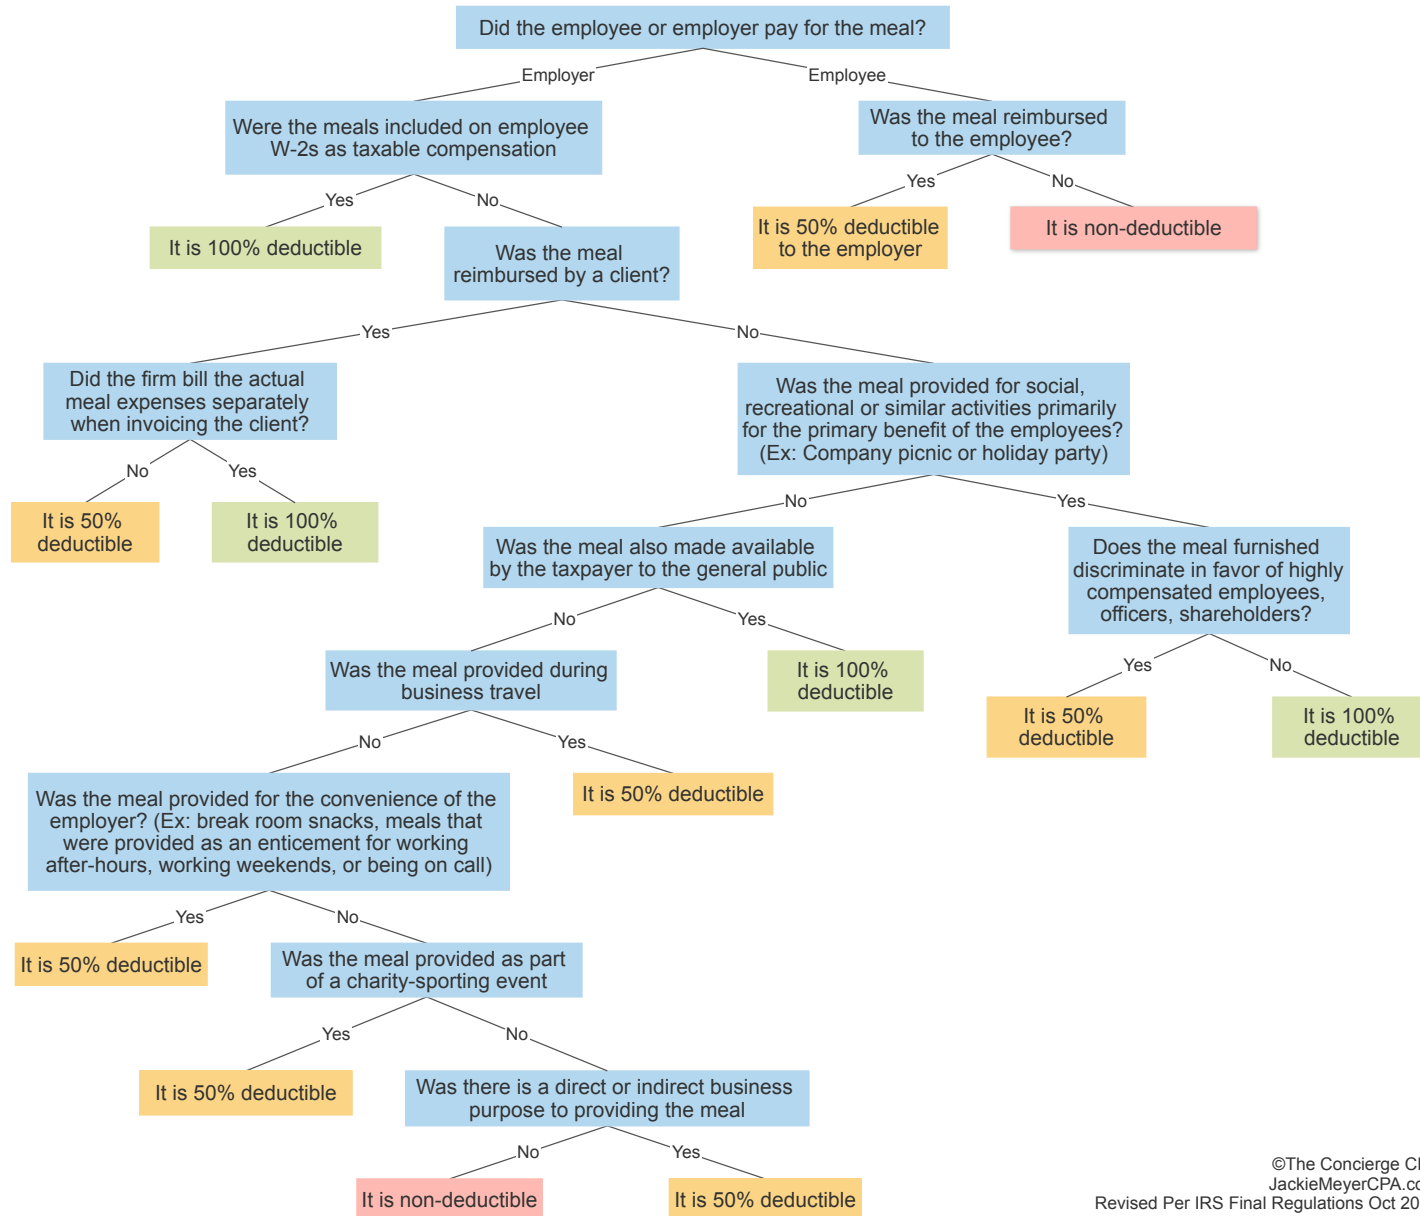 Did the employee or employer pay for the meal?
Employer
Employee
Were the meals included on employee
W-2s as taxable compensation
Was the meal reimbursed
to the employee?
Yes
No
Yes
No
It is 100% deductible
Was the meal
reimbursed by a client?
It is 50% deductible
to the employer
It is non-deductible
Yes
No
Did the firm bill the actual
meal expenses separately
when invoicing the client?
Was the meal provided for social,
recreational or similar activities primarily
for the primary benefit of the employees?
(Ex: Company picnic or holiday party)
No
Yes
No
Yes
It is 50%
deductible
It is 100%
deductible
Was the meal also made available
by the taxpayer to the general public
Does the meal furnished
discriminate in favor of highly
compensated employees,
officers, shareholders?
No
Yes
Yes
No
Was the meal provided during
business travel
It is 100%
deductible
It is 50%
deductible
It is 100%
deductible
No
Yes
Was the meal provided for the convenience of the
employer? (Ex: break room snacks, meals that
were provided as an enticement for working
after-hours, working weekends, or being on call)
It is 50% deductible
Yes
No
It is 50% deductible
Was the meal provided as part
of a charity-sporting event
Yes
No
It is 50% deductible
Was there is a direct or indirect business
purpose to providing the meal
No
Yes
It is non-deductible
It is 50% deductible
©The Concierge
JackieMeyerCPA.co
Revised Per IRS Final Regulations Oct 20